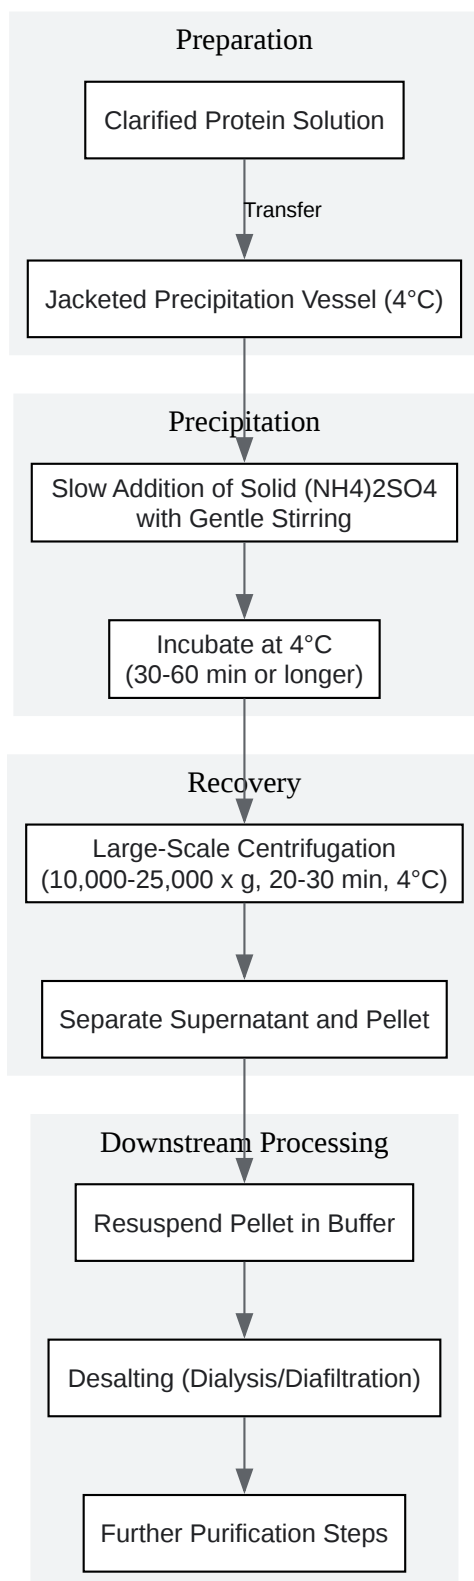 Preparation
Clarified Protein Solution
Transfer
Jacketed Precipitation Vessel (4°C)
Precipitation
Slow Addition of Solid (NH4)2SO4
with Gentle Stirring
Incubate at 4°C
(30-60 min or longer)
Recovery
Large-Scale Centrifugation
(10,000-25,000 x g, 20-30 min, 4°C)
Separate Supernatant and Pellet
Downstream Processing
Resuspend Pellet in Buffer
Desalting (Dialysis/Diafiltration)
Further Purification Steps